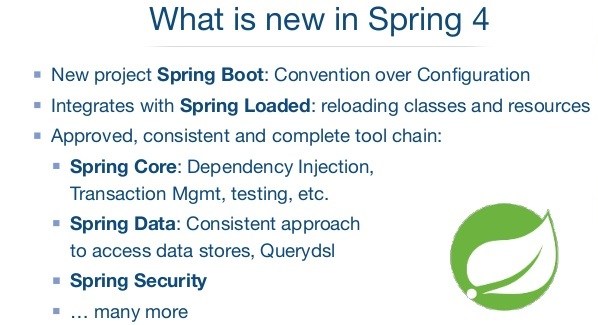 What is new in Spring 4
New project Spring Boot: Convention over Configuration
Integrates with Spring Loaded: reloading classes and resources
Approved, consistent and complete tool chain:
Spring Core: Dependency Injection,
Transaction Mgmt, testing, etc.
Spring Data: Consistent approach
to access data stores, Querydsl
Spring Security
… many more